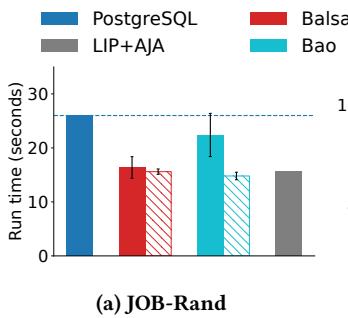 PostgreSQL Balsa
LIP+AJA Bao
Run time (seconds)
30
20
10
0
1
(a) JOB-Rand